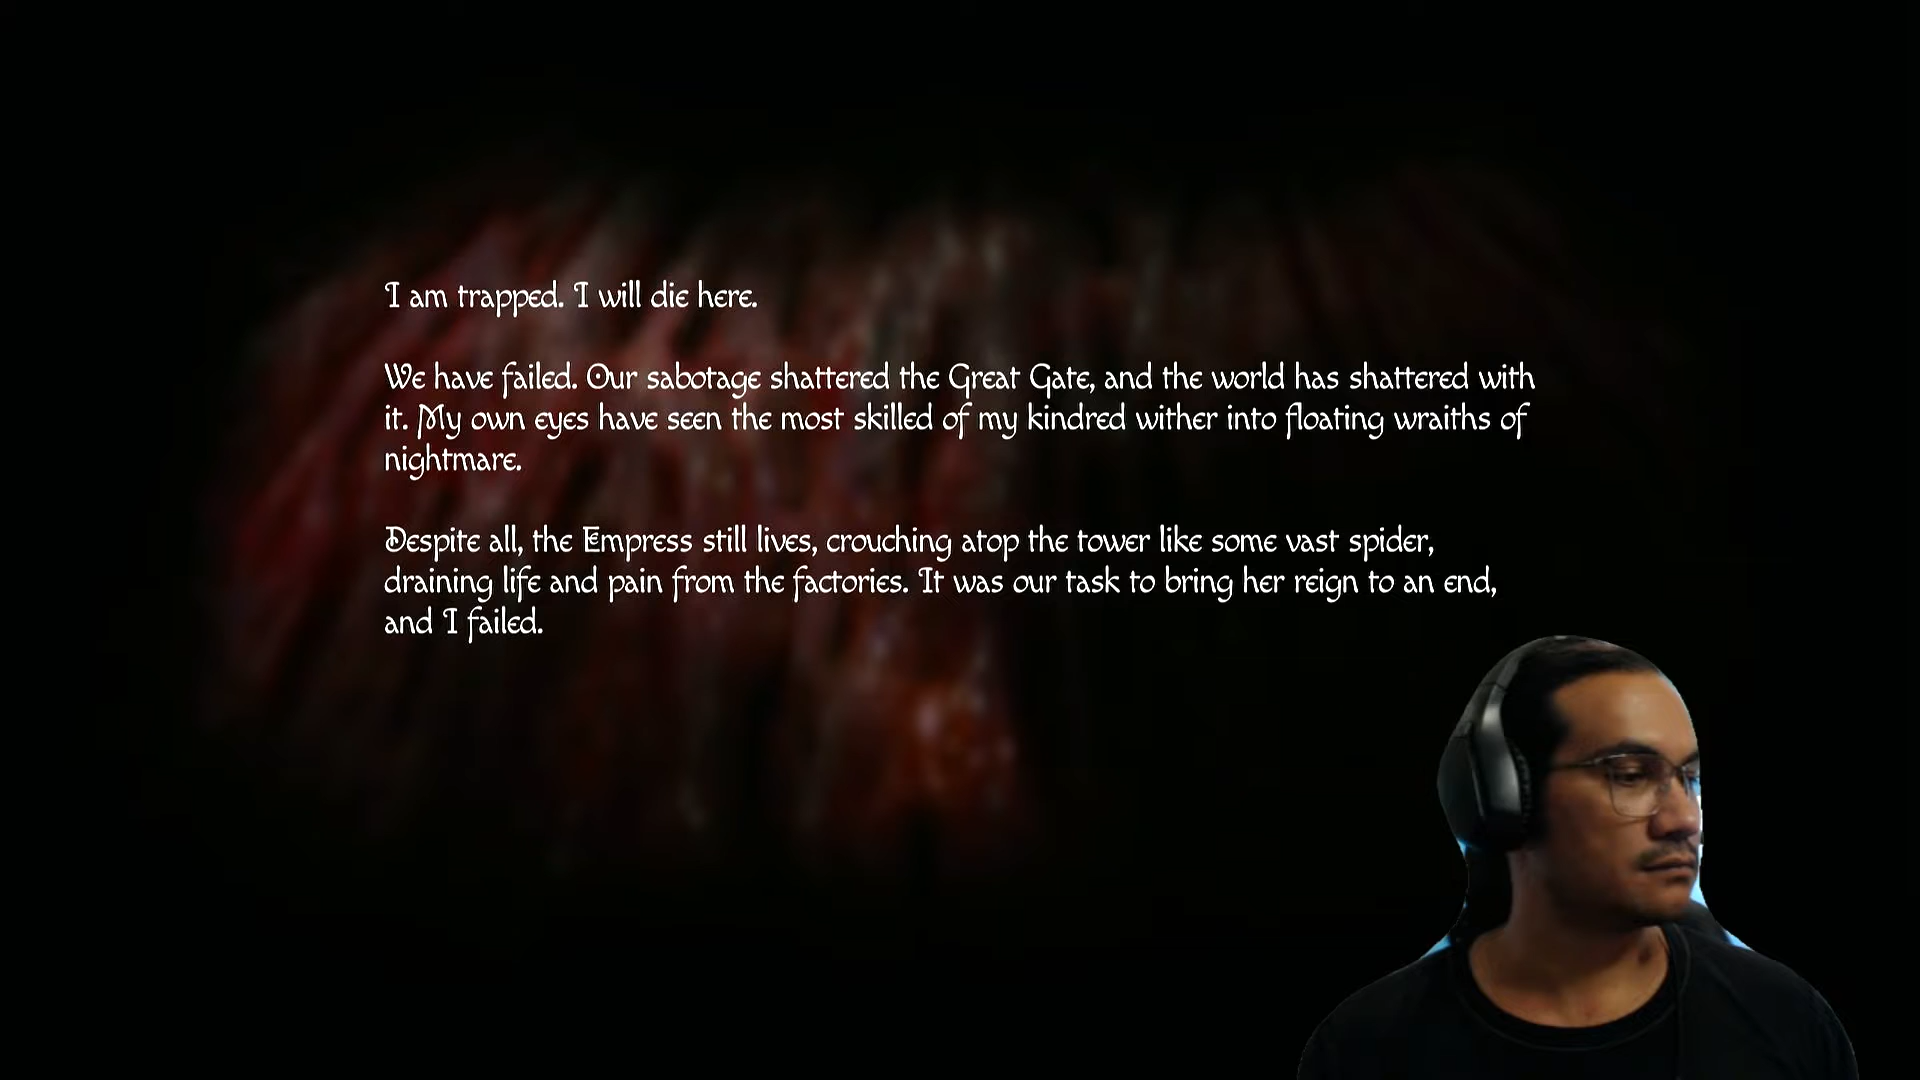 I am trapped. I will die here.
We have failed. Our sabotage shattered the Great Gate, and the world has shattered with
it. My own eyes have seen the most skilled of my kindred wither into floating wraiths of
nightmare.
Despite all, the Empress still lives, crouching atop the tower like some vast spider,
draining life and pain from the factories. It was our task to bring her reign to an end,
and I failed.